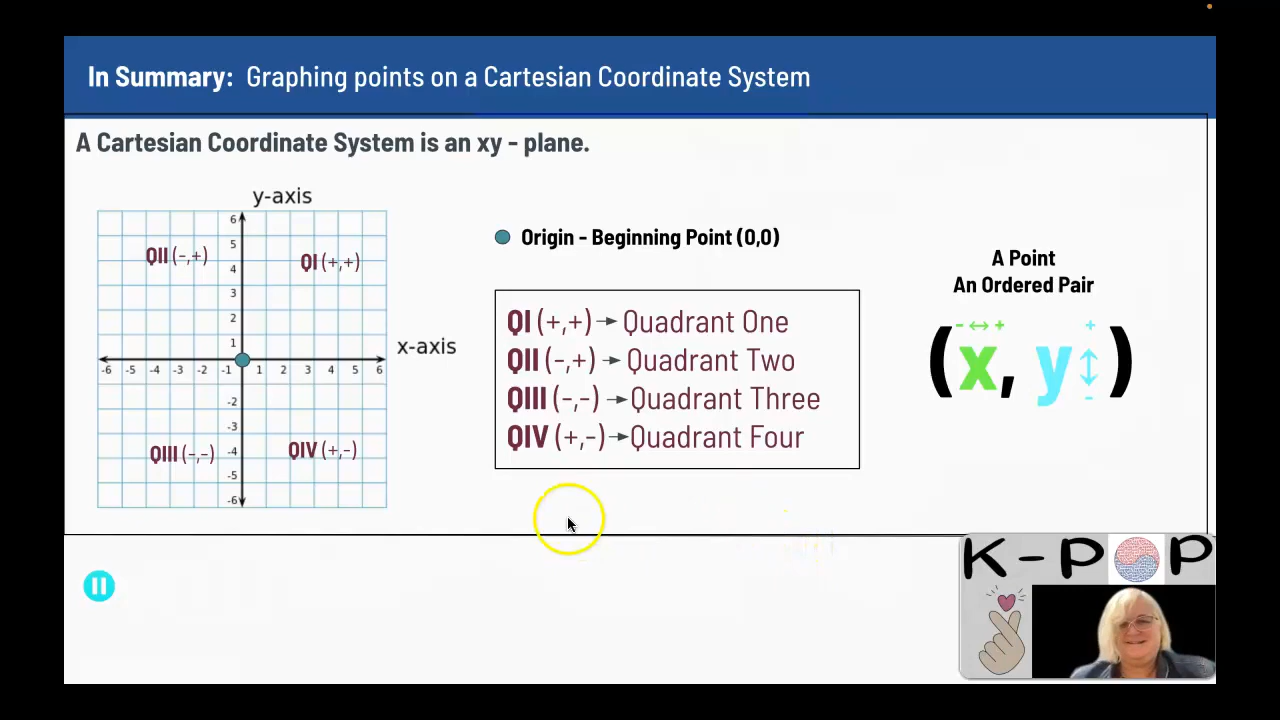 In Summary: Graphing points on a Cartesian Coordinate System
A Cartesian Coordinate System is an xy - plane.
y-axis
6
QII (-,+)
5
QI (+,+)
4
3
2
1
x-axis
-6 -5 -4 -3 -2 -1 1 2 3 4 5 6
-2
-3
QIII (-,-)
-4
QIV (+,-)
-5
-6
Origin - Beginning Point (0,0)
QI (+,+) → Quadrant One
QII (-,+) → Quadrant Two
QIII (-,-) → Quadrant Three
QIV (+,-) → Quadrant Four
A Point
An Ordered Pair
- ↔ + +
(x, y↕)
-
K-POP